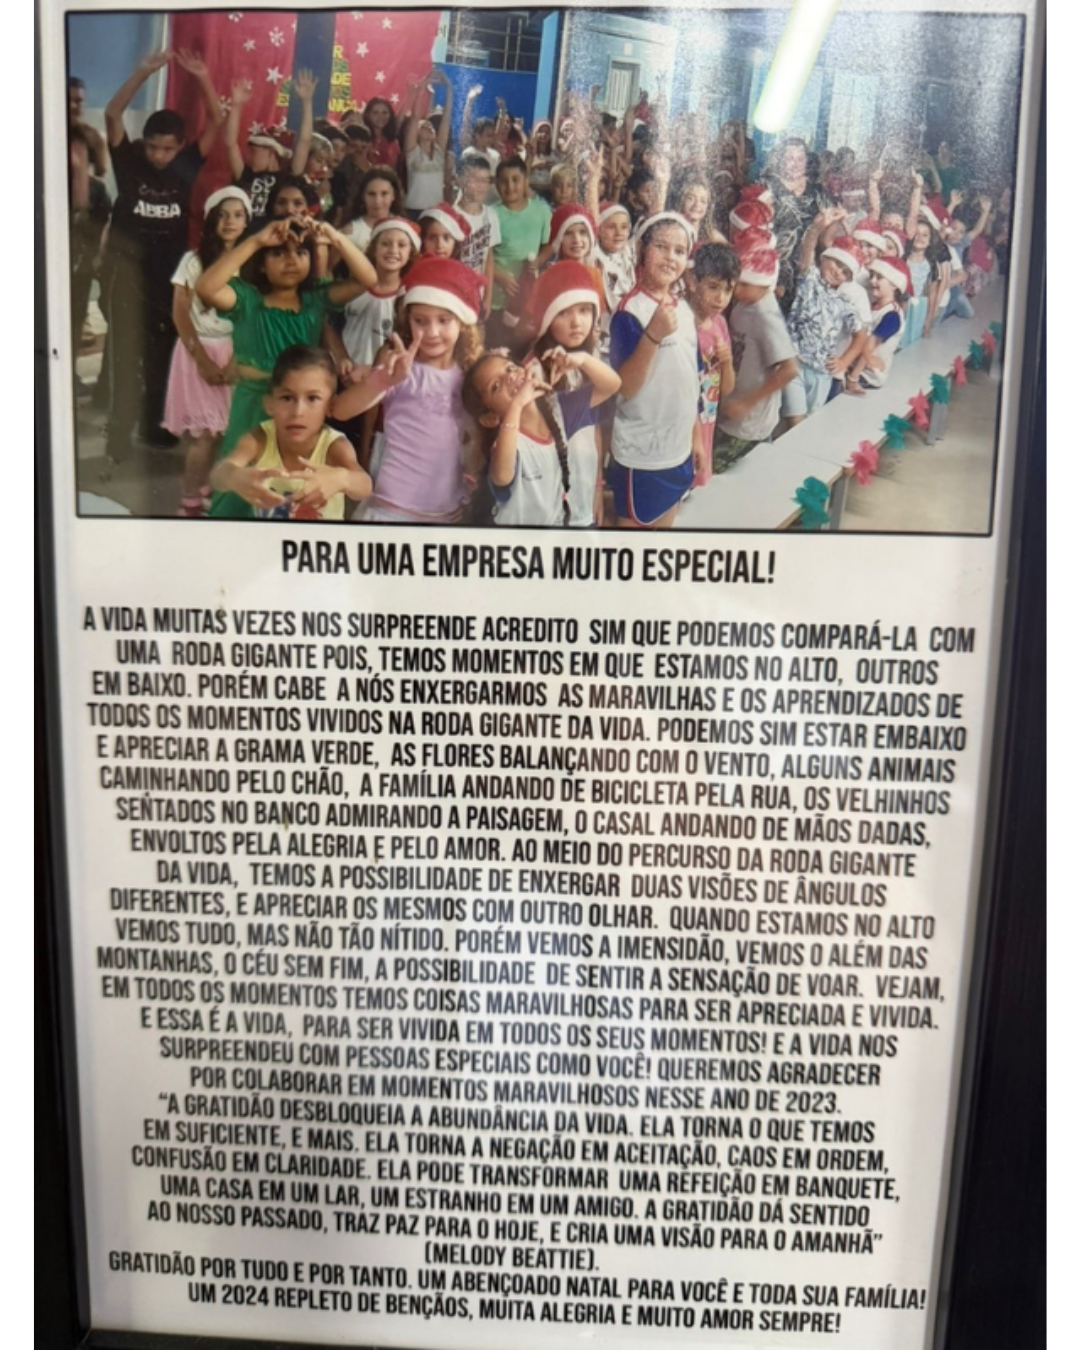 ABBA
PARA UMA EMPRESA MUITO ESPECIAL!
A VIDA MUITAS VEZES NOS SURPREENDE ACREDITO SIM QUE PODEMOS COMPARÁ-LA COM
UMA RODA GIGANTE POIS, TEMOS MOMENTOS EM QUE ESTAMOS NO ALTO, OUTROS
EM BAIXO. PORÉM CABE A NÓS ENXERGARMOS AS MARAVILHAS E OS APRENDIZADOS DE
TODOS OS MOMENTOS VIVIDOS NA RODA GIGANTE DA VIDA. PODEMOS SIM ESTAR EMBAIXO
E APRECIAR A GRAMA VERDE, AS FLORES BALANÇANDO COM O VENTO, ALGUNS ANIMAIS
CAMINHANDO PELO CHÃO, A FAMÍLIA ANDANDO DE BICICLETA PELA RUA, OS VELHINHOS
SENTADOS NO BANCO ADMIRANDO A PAISAGEM, O CASAL ANDANDO DE MÃOS DADAS,
ENVOLTOS PELA ALEGRIA E PELO AMOR. AO MEIO DO PERCURSO DA RODA GIGANTE
DA VIDA, TEMOS A POSSIBILIDADE DE ENXERGAR DUAS VISÕES DE ÂNGULOS
DIFERENTES, E APRECIAR OS MESMOS COM OUTRO OLHAR. QUANDO ESTAMOS NO ALTO
VEMOS TUDO, MAS NÃO TÃO NÍTIDO. PORÉM VEMOS A IMENSIDÃO, VEMOS O ALÉM DAS
MONTANHAS, O CÉU SEM FIM, A POSSIBILIDADE DE SENTIR A SENSAÇÃO DE VOAR. VEJAM,
EM TODOS OS MOMENTOS TEMOS COISAS MARAVILHOSAS PARA SER APRECIADA E VIVIDA.
E ESSA É A VIDA, PARA SER VIVIDA EM TODOS OS SEUS MOMENTOS! E A VIDA NOS
SURPREENDEU COM PESSOAS ESPECIAIS COMO VOCÊ! QUEREMOS AGRADECER
POR COLABORAR EM MOMENTOS MARAVILHOSOS NESSE ANO DE 2023.
“A GRATIDÃO DESBLOQUEIA A ABUNDÂNCIA DA VIDA. ELA TORNA O QUE TEMOS
EM SUFICIENTE, E MAIS. ELA TORNA A NEGAÇÃO EM ACEITAÇÃO, CAOS EM ORDEM,
CONFUSÃO EM CLARIDADE. ELA PODE TRANSFORMAR UMA REFEIÇÃO EM BANQUETE,
UMA CASA EM UM LAR, UM ESTRANHO EM UM AMIGO. A GRATIDÃO DÁ SENTIDO
AO NOSSO PASSADO, TRAZ PAZ PARA O HOJE, E CRIA UMA VISÃO PARA O AMANHÔ
(MELODY BEATTIE).
GRATIDÃO POR TUDO E POR TANTO. UM ABENÇOADO NATAL PARA VOCÊ E TODA SUA FAMÍLIA!
UM 2024 REPLETO DE BENÇÃOS, MUITA ALEGRIA E MUITO AMOR SEMPRE!